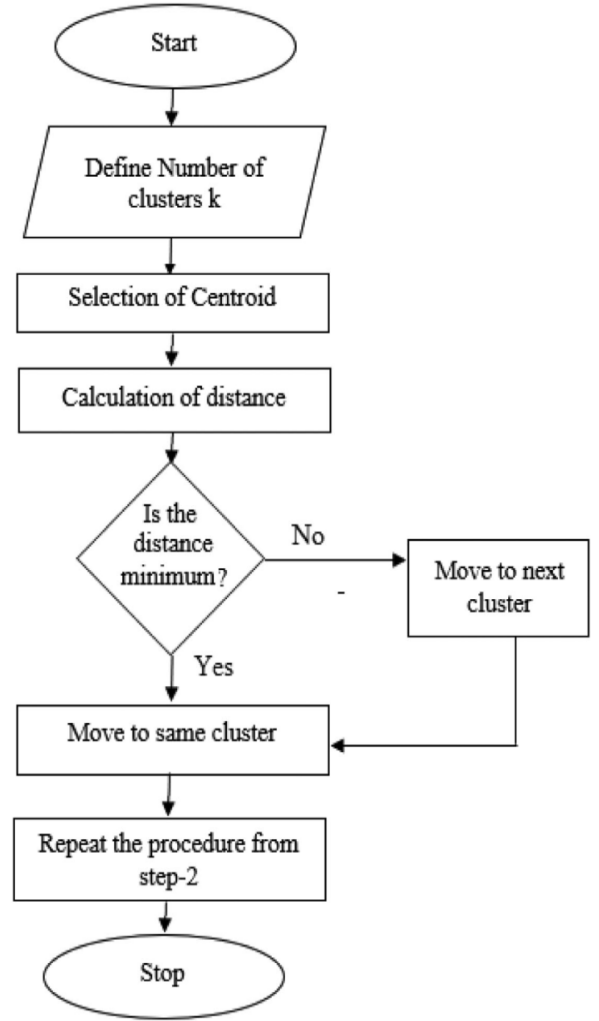 Start
Define Number of
clusters k
Selection of Centroid
Calculation of distance
Is the
distance
minimum?
No
-
Move to next
cluster
Yes
Move to same cluster
Repeat the procedure from
step-2
Stop